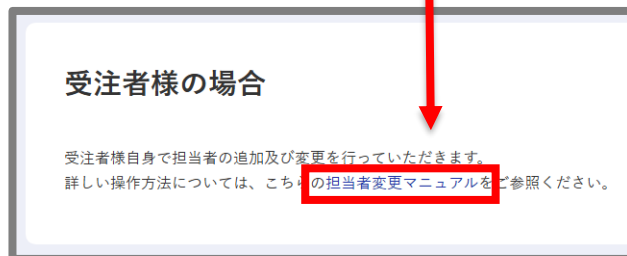 受注者様の場合
受注者様自身で担当者の追加及び変更を行っていただきます。
詳しい操作方法については、こちらの担当者変更マニュアルをご参照ください。